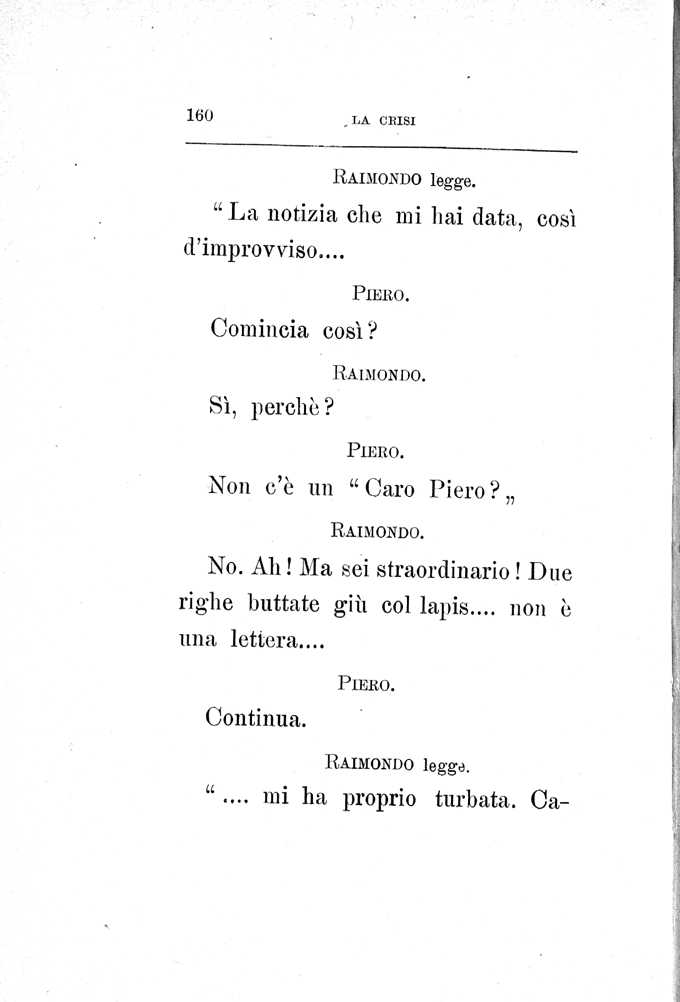 160
LA CRISI
RAIMONDO legge.
“La notizia che mi hai data, così
d'improvviso....
PIERO.
Comincia così?
RAIMONDO.
Sì, perchè?
PIERO.
Non c'è un “Caro Piero?„
RAIMONDO.
No. Ah! Ma sei straordinario! Due
righe buttate giù col lapis.... non è
una lettera....
PIERO.
Continua.
RAIMONDO legge.
“.... mi ha proprio turbata. Ca-